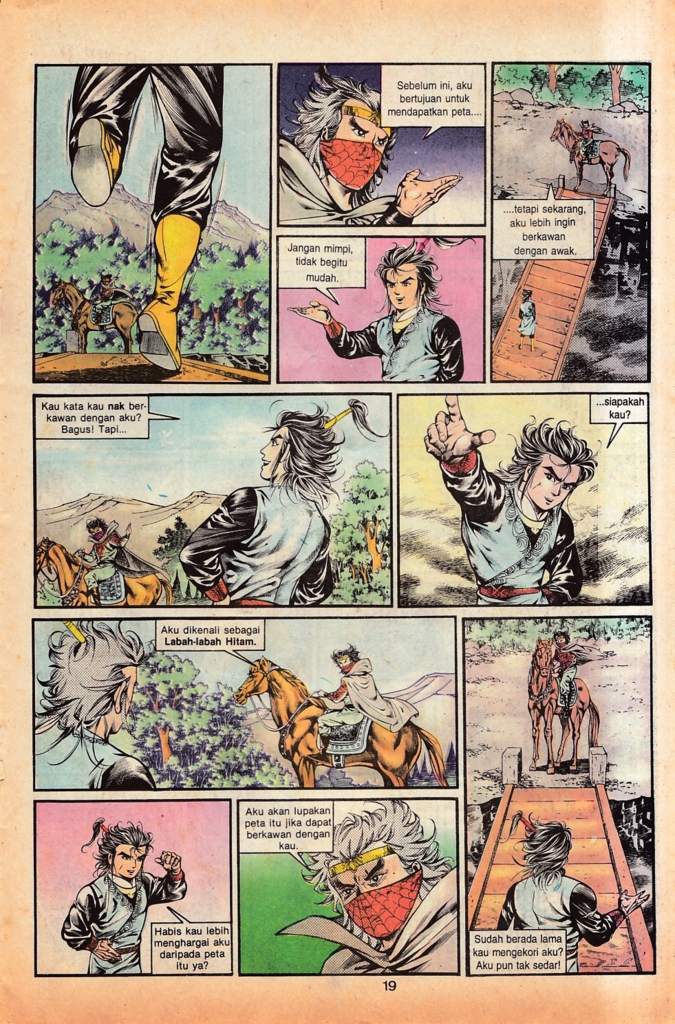 Sebelum ini, aku
bertujuan untuk
mendapatkan peta....
Jangan mimpi,
tidak begitu
mudah.
....tetapi sekarang,
aku lebih ingin
berkawan
dengan awak.
Kau kata kau nak ber-
kawan dengan aku?
Bagus! Tapi...
...siapakah
kau?
Aku dikenali sebagai
Labah-labah Hitam.
Habis kau lebih
menghargai aku
daripada peta
itu ya?
Aku akan lupakan
peta itu jika dapat
berkawan dengan
kau.
Sudah berada lama
kau mengekori aku?
Aku pun tak sedar!
19